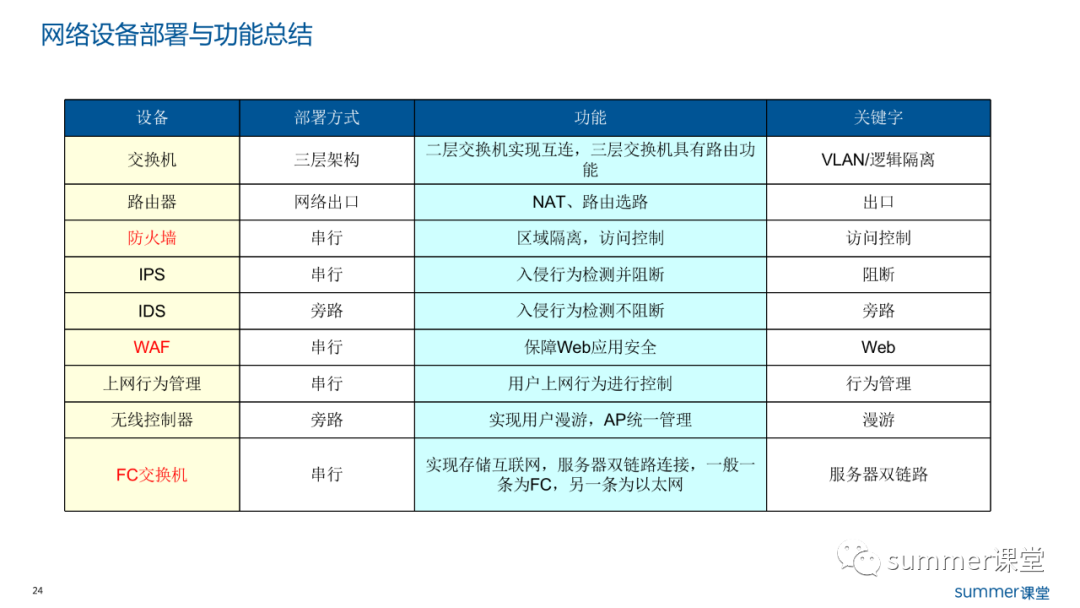 网络设备部署与功能总结
设备 部署方式 功能 关键字
交换机 三层架构 二层交换机实现互连，三层交换机具有路由功
能 VLAN/逻辑隔离
路由器 网络出口 NAT、路由选路 出口
防火墙 串行 区域隔离，访问控制 访问控制
IPS 串行 入侵行为检测并阻断 阻断
IDS 旁路 入侵行为检测不阻断 旁路
WAF 串行 保障Web应用安全 Web
上网行为管理 串行 用户上网行为进行控制 行为管理
无线控制器 旁路 实现用户漫游，AP统一管理 漫游
FC交换机 串行 实现存储互联网，服务器双链路连接，一般一
条为FC，另一条为以太网 服务器双链路
summer课堂
24
summer课堂